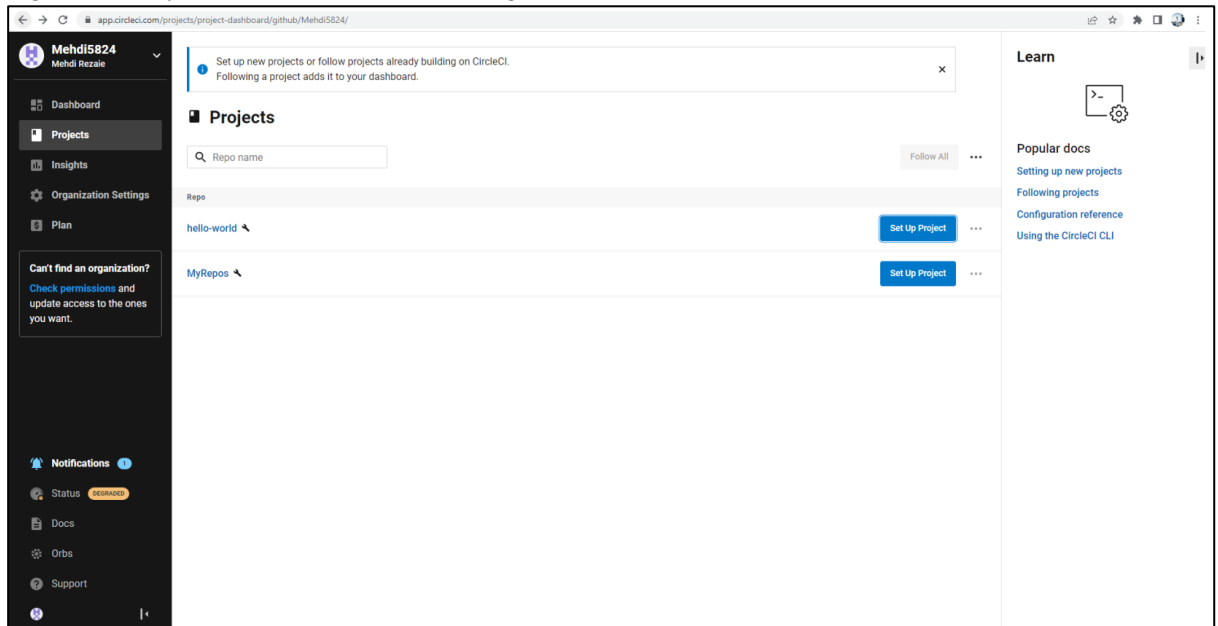 app.circleci.com/projects/project-dashboard/github/Mehdi5824/
Mehdi5824
Mehdi Rezaie
Dashboard
Projects
Insights
Organization Settings
Plan
Can't find an organization?
Check permissions and
update access to the ones
you want.
Notifications 1
Status DEGRADED
Docs
Orbs
Support
Set up new projects or follow projects already building on CircleCI.
Following a project adds it to your dashboard.
Projects
Repo name
Follow All
Repo
hello-world
Set Up Project
MyRepos
Set Up Project
Learn
Popular docs
Setting up new projects
Following projects
Configuration reference
Using the CircleCI CLI